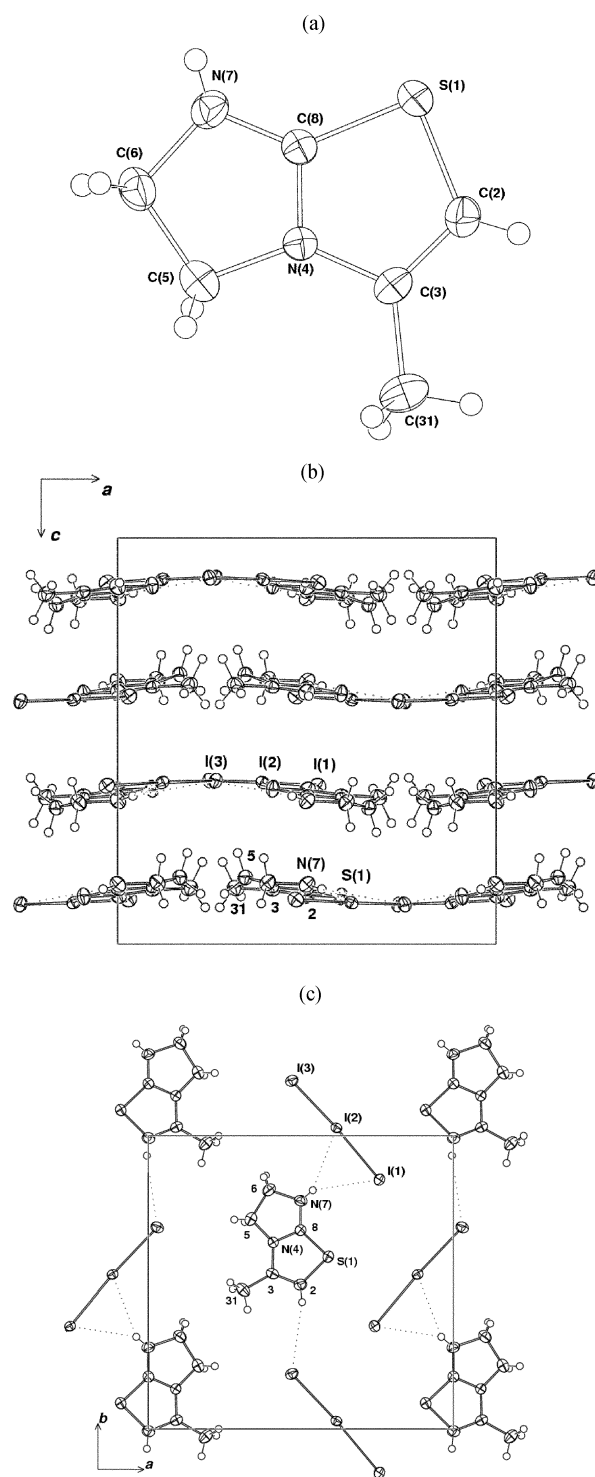 (a)
N(7)
S(1)
C(8)
C(6)
C(2)
N(4)
C(5)
C(3)
C(31)
(b)
a
c
I(3) I(2) I(1)
5 N(7) S(1)
31 3 2
(c)
I(3)
I(2)
I(1)
6 N(7)
5 N(4) 8
S(1)
3 2
31
b
a